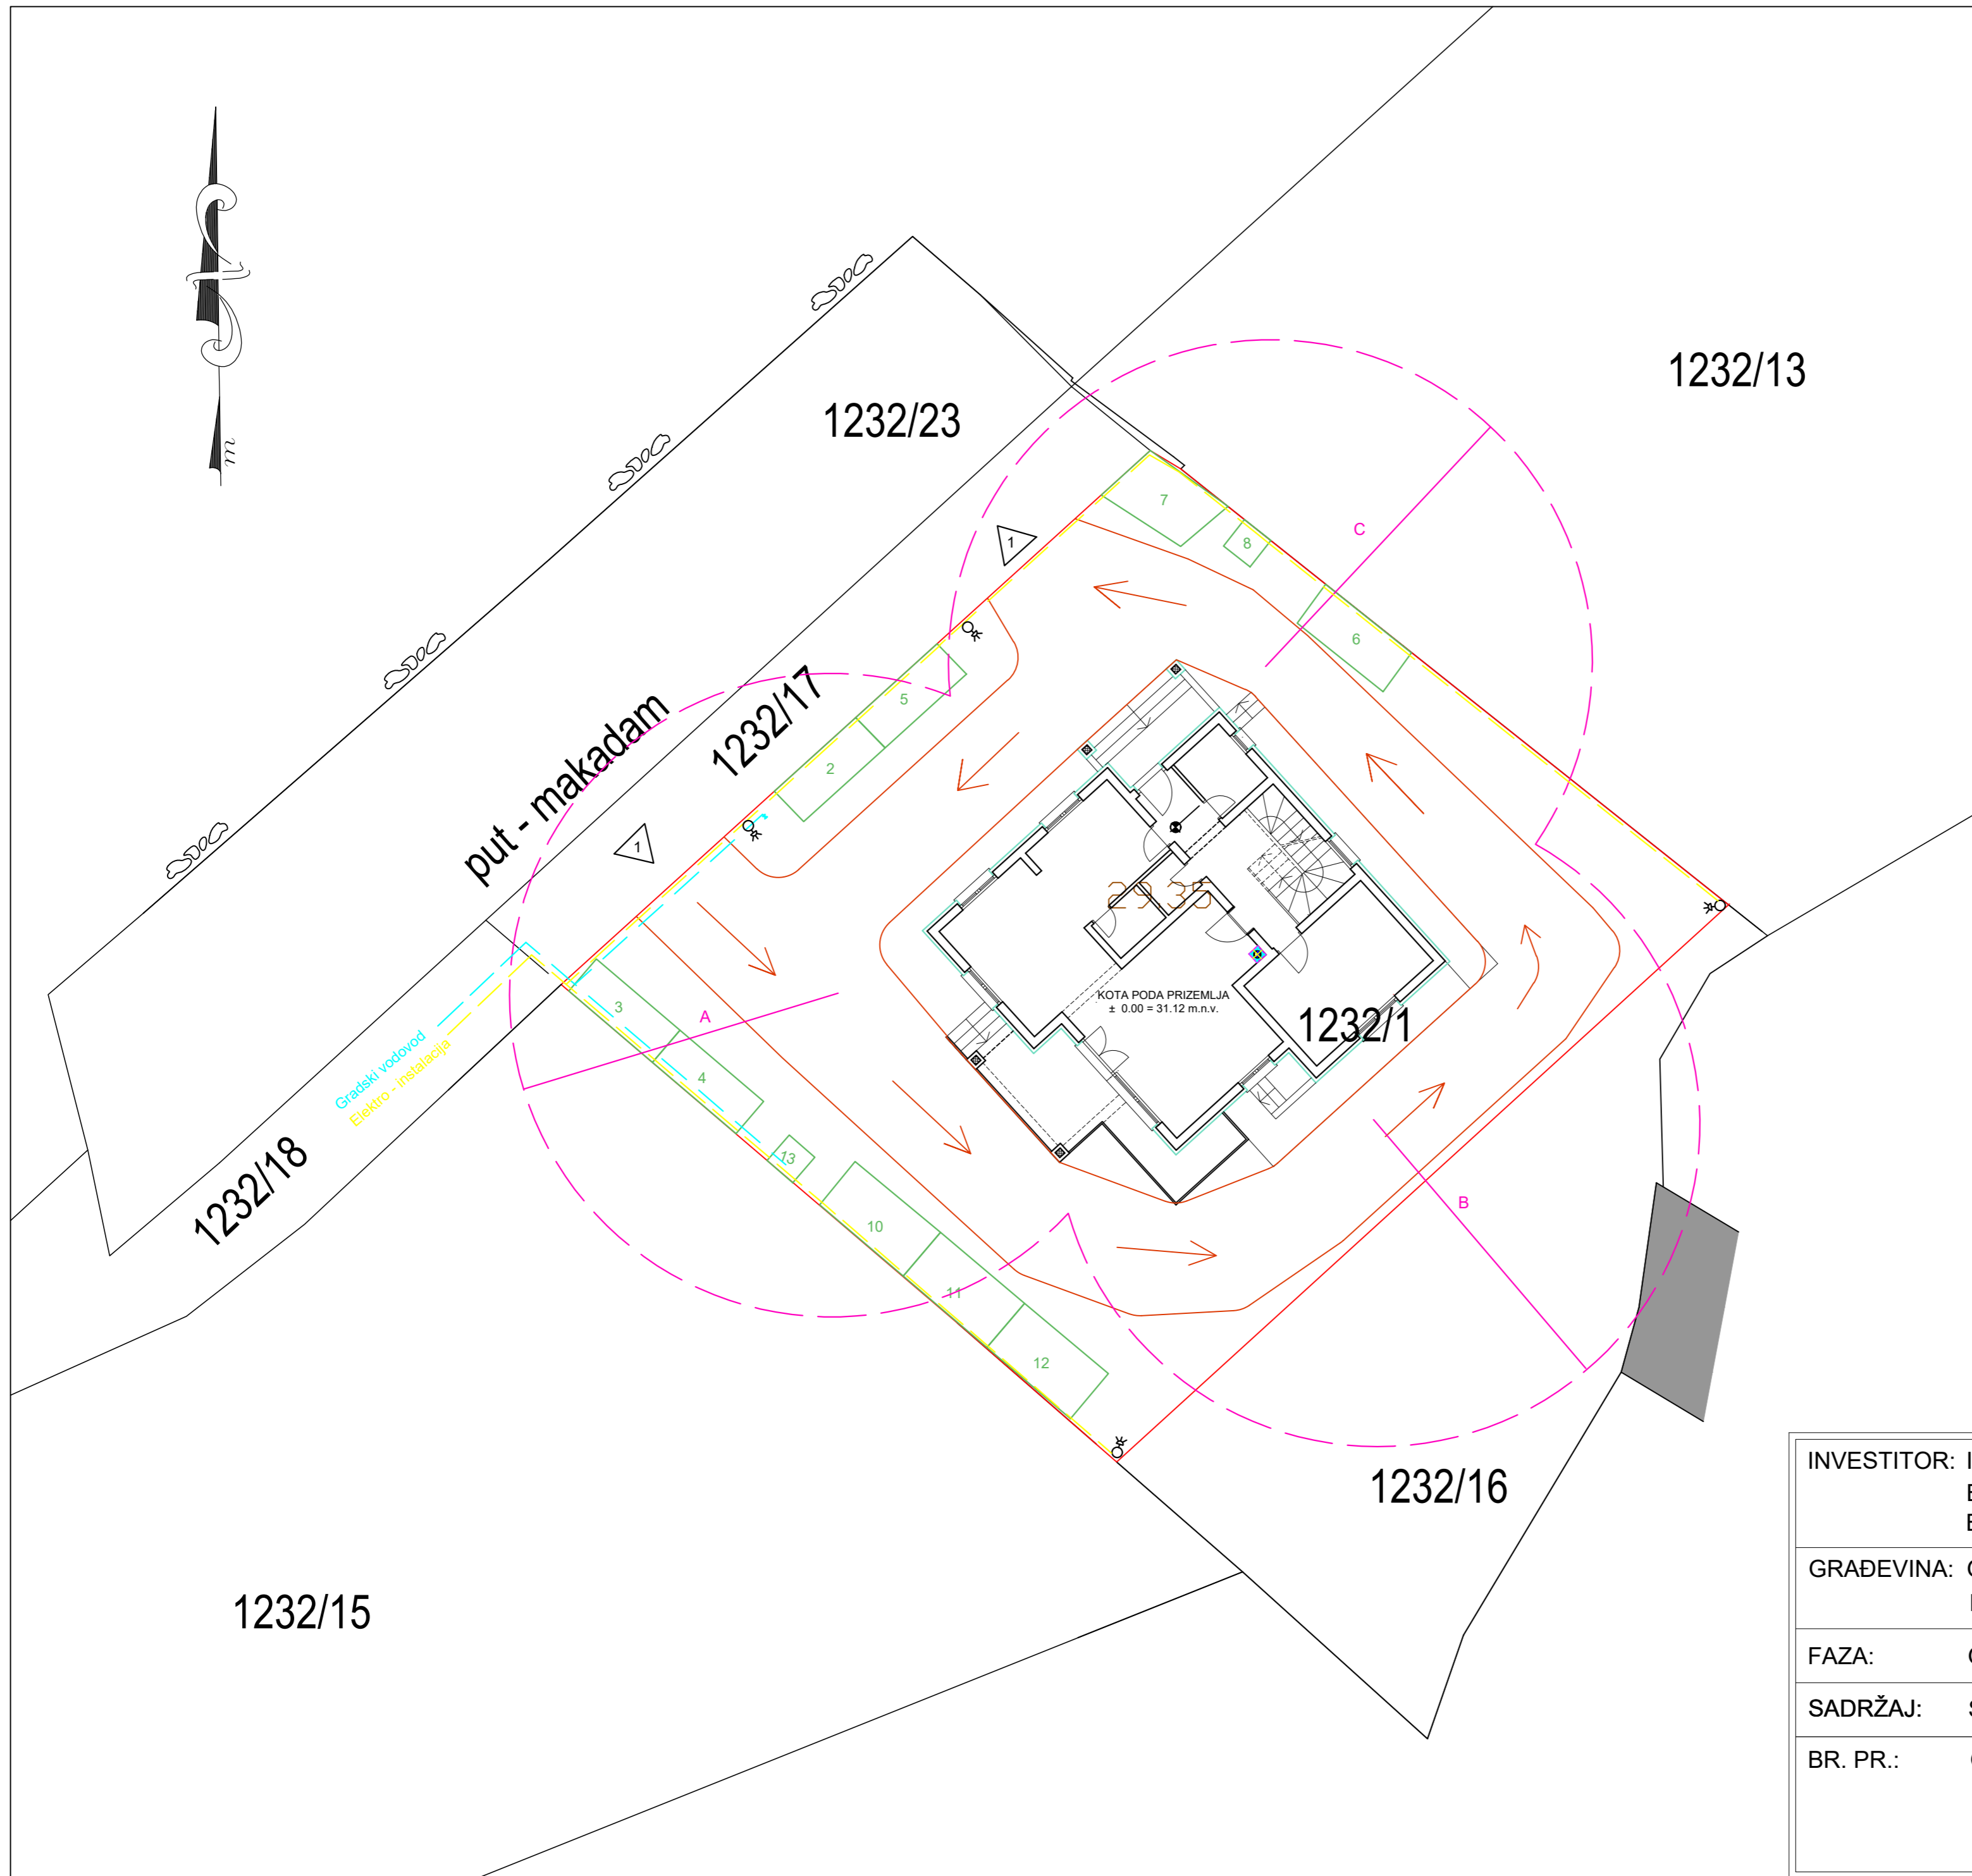 1232/13
1232/23
m
7
8
C
1
6
5
1232/17
2
put - makadam
1
29.35
KOTA PODA PRIZEMLJA
± 0.00 = 31.12 m.n.v.
1232/1
3
A
4
Gradski vodovod
Elektro - instalacija
1232/18
13
10
11
12
B
1232/16
1232/15
INVESTITOR:
GRAĐEVINA:
FAZA:
SADRŽAJ:
BR. PR.: